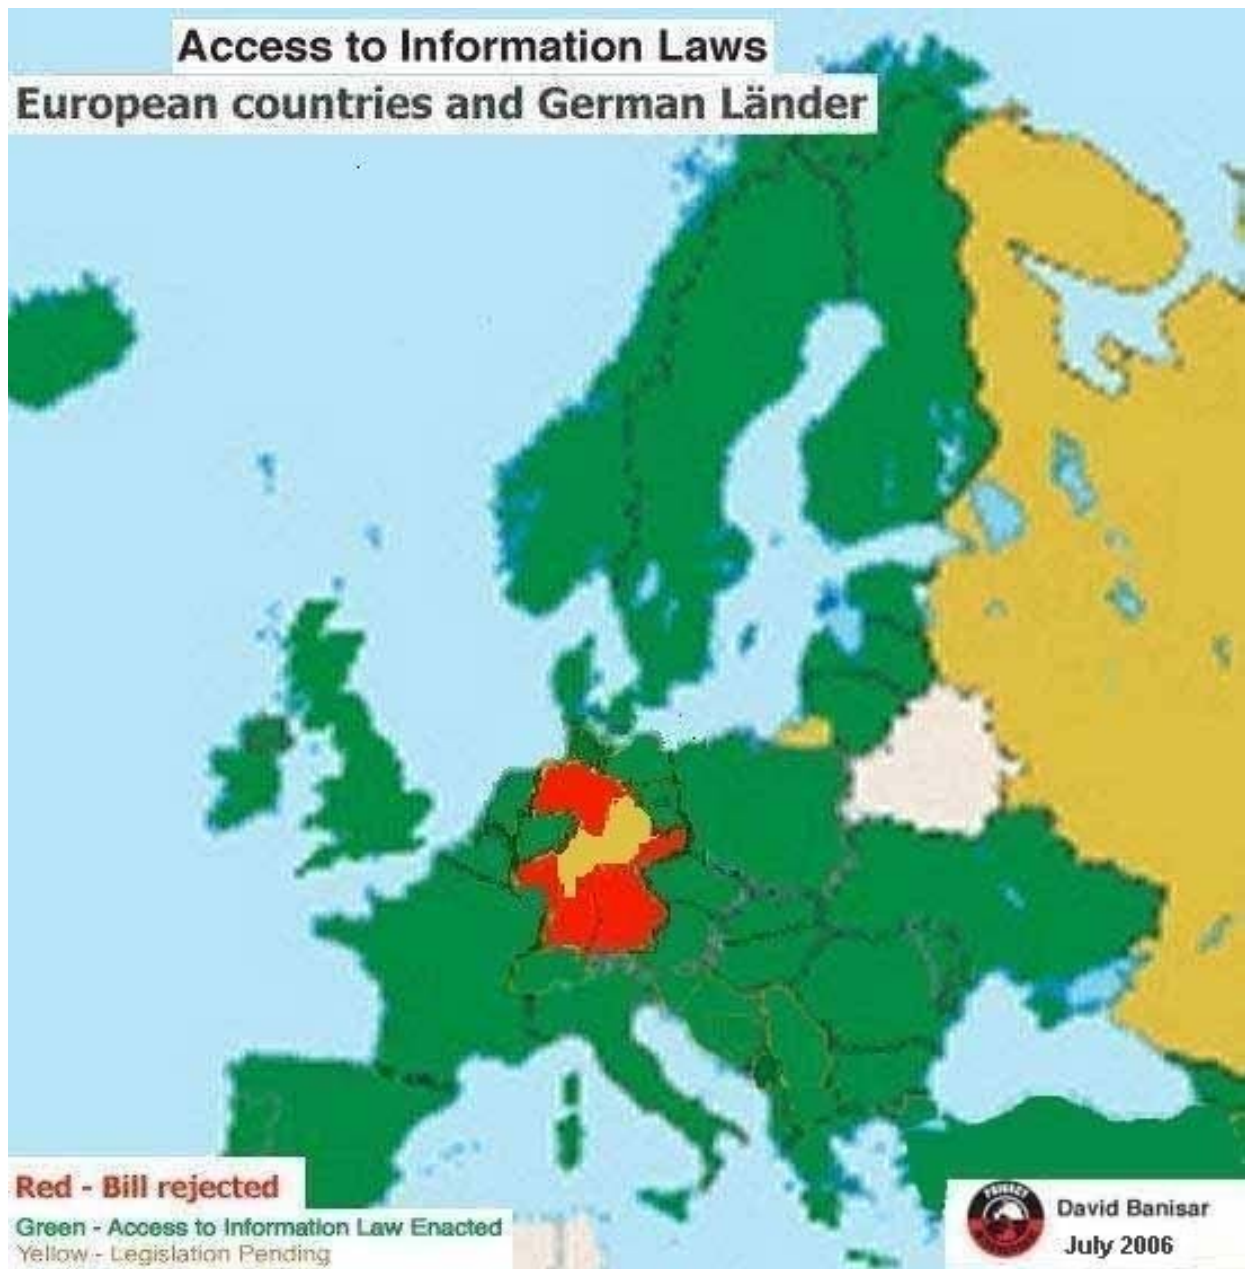 Access to Information Laws
European countries and German Länder
Red - Bill rejected
Green - Access to Information Law Enacted
Yellow - Legislation Pending
PRIVACY
David Banisar
July 2006